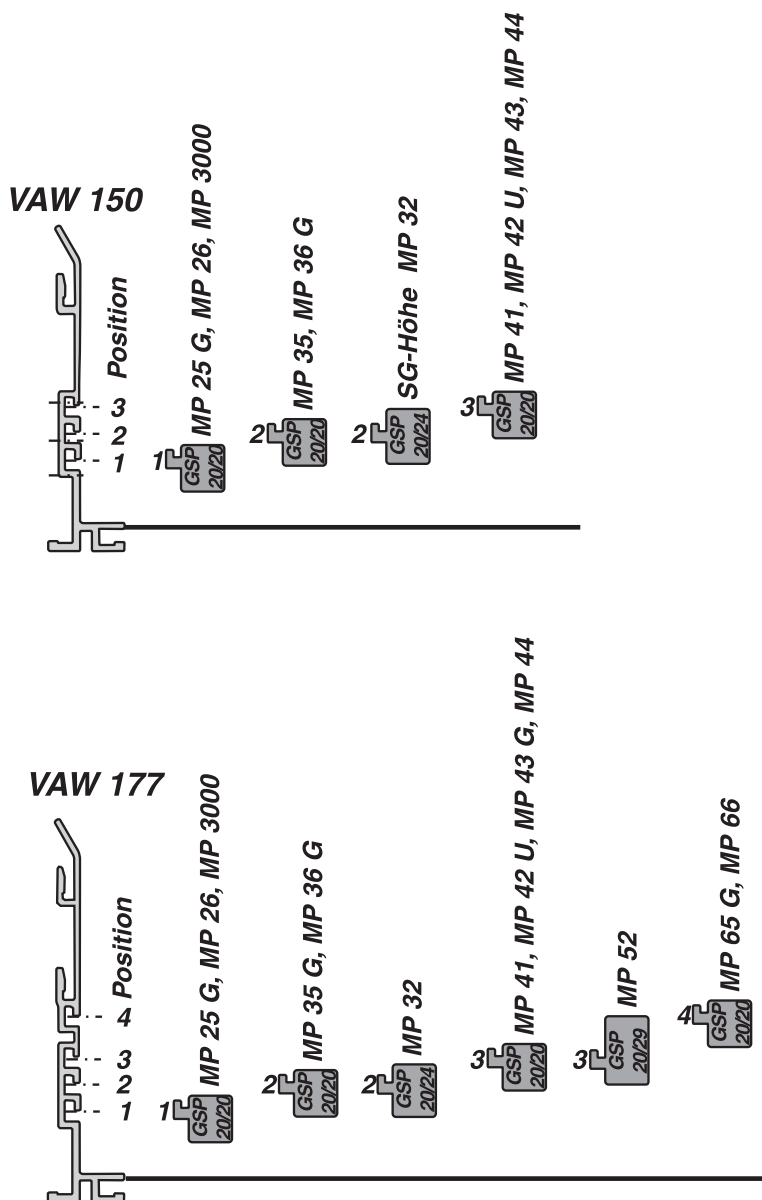 VAW 150
Position
3
2
1
MP 25 G, MP 26, MP 3000
1
GSP
20/20
MP 35, MP 36 G
2
GSP
20/20
SG-Höhe MP 32
2
GSP
20/24
MP 41, MP 42 U, MP 43, MP 44
3
GSP
20/20
VAW 177
Position
4
3
2
1
MP 25 G, MP 26, MP 3000
1
GSP
20/20
MP 35 G, MP 36 G
2
GSP
20/20
MP 32
2
GSP
20/24
MP 41, MP 42 U, MP 43 G, MP 44
3
GSP
20/20
MP 52
3
GSP
20/29
MP 65 G, MP 66
4
GSP
20/20